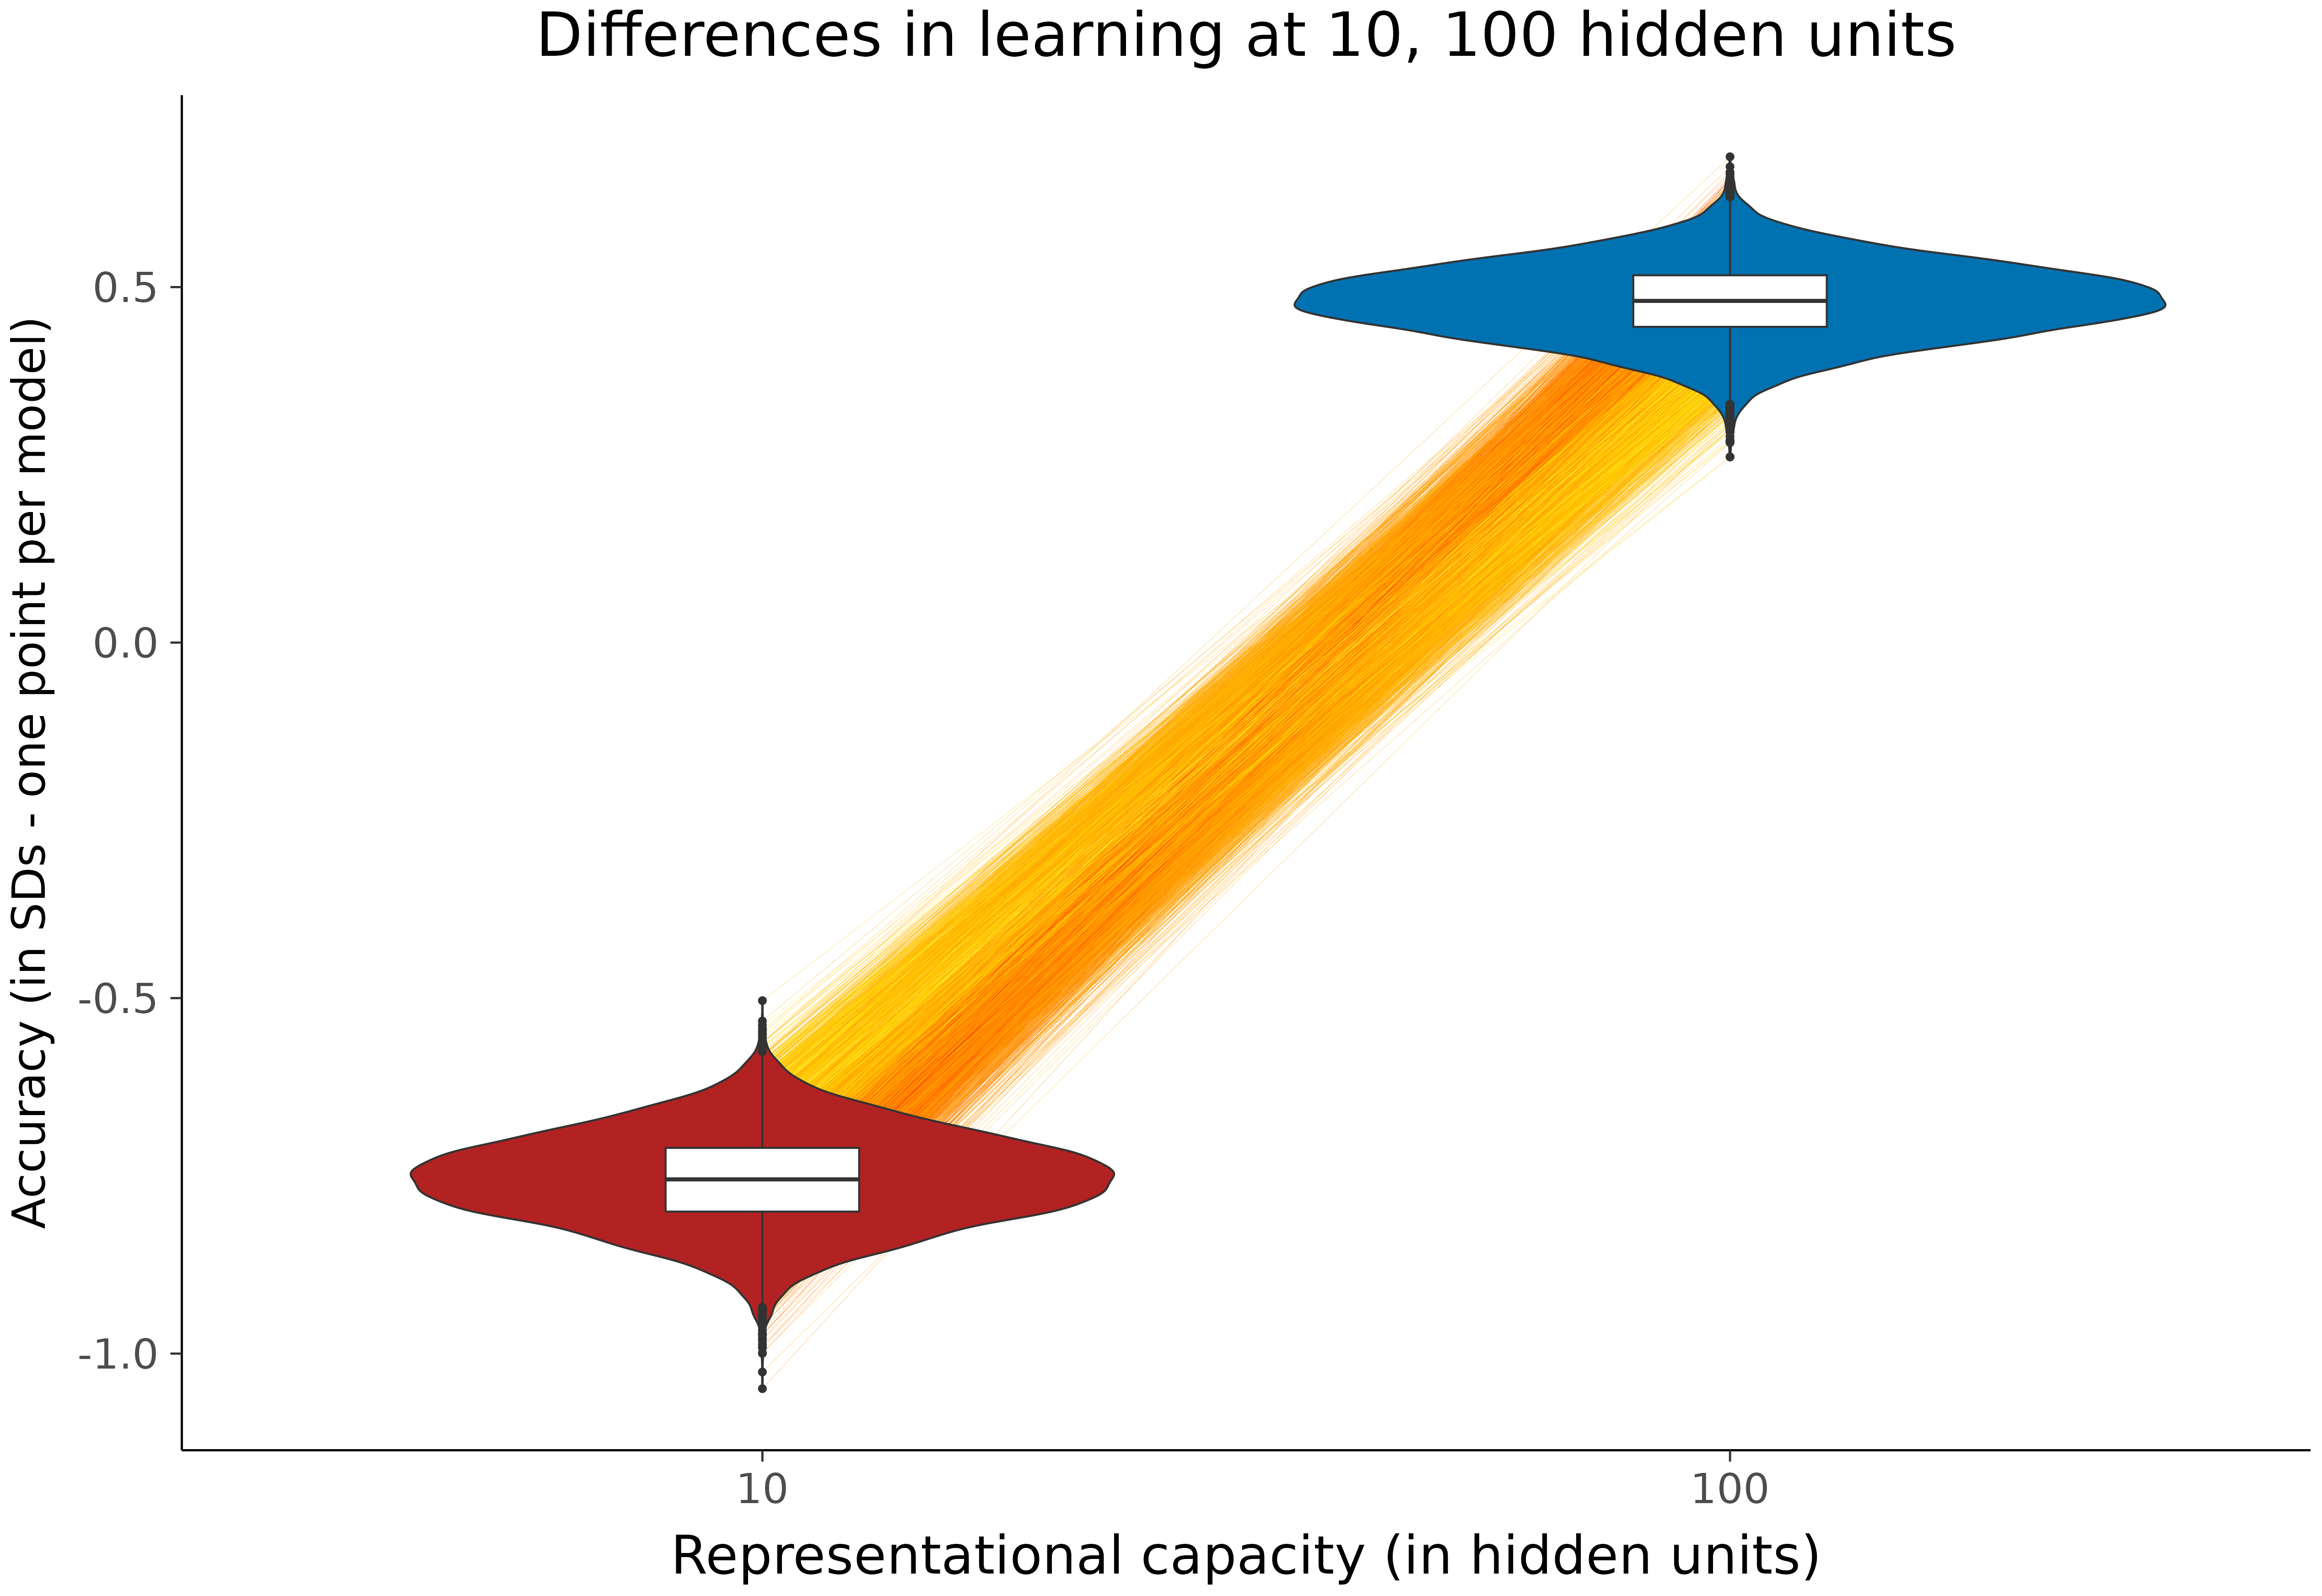 Differences in learning at 10, 100 hidden units
Accuracy (in SDs - one point per model)
0.5
0.0
-0.5
-1.0
10
100
Representational capacity (in hidden units)